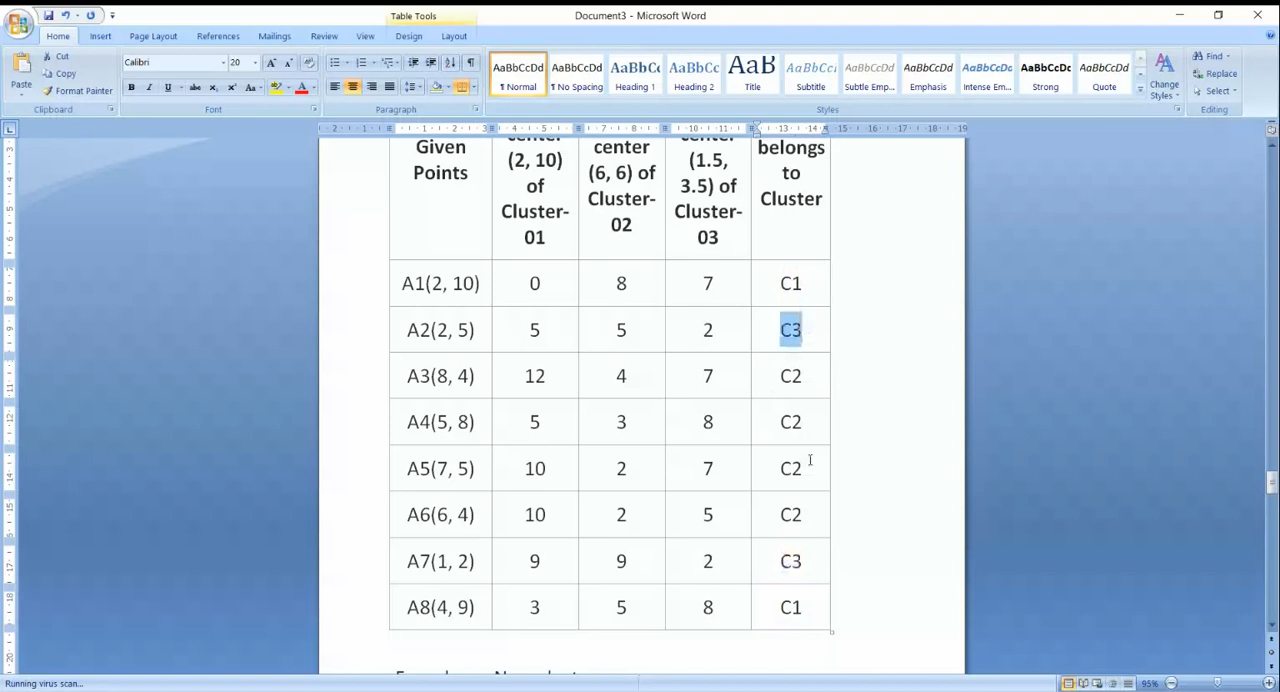 Document3 - Microsoft Word
Table Tools
Home Insert Page Layout References Mailings Review View Design Layout
Paste
Cut
Copy
Format Painter
Clipboard
Calibri 20
Font
Paragraph
AaBbCcDd AaBbCcDd AaBbCc AaBbCc AaB AaBbCcI AaBbCcDd AaBbCcDd AaBbCcDd AaBbCcDd AaBbCcDd
¶ Normal ¶ No Spacing Heading 1 Heading 2 Title Subtitle Subtle Emp... Emphasis Intense Em... Strong Quote
Styles
Change Styles
Find
Replace
Select
Editing
Given Points
center (2, 10) of Cluster-01
center (6, 6) of Cluster-02
center (1.5, 3.5) of Cluster-03
belongs to Cluster
A1(2, 10) 0 8 7 C1
A2(2, 5) 5 5 2 C3
A3(8, 4) 12 4 7 C2
A4(5, 8) 5 3 8 C2
A5(7, 5) 10 2 7 C2
A6(6, 4) 10 2 5 C2
A7(1, 2) 9 9 2 C3
A8(4, 9) 3 5 8 C1
Running virus scan...
95%